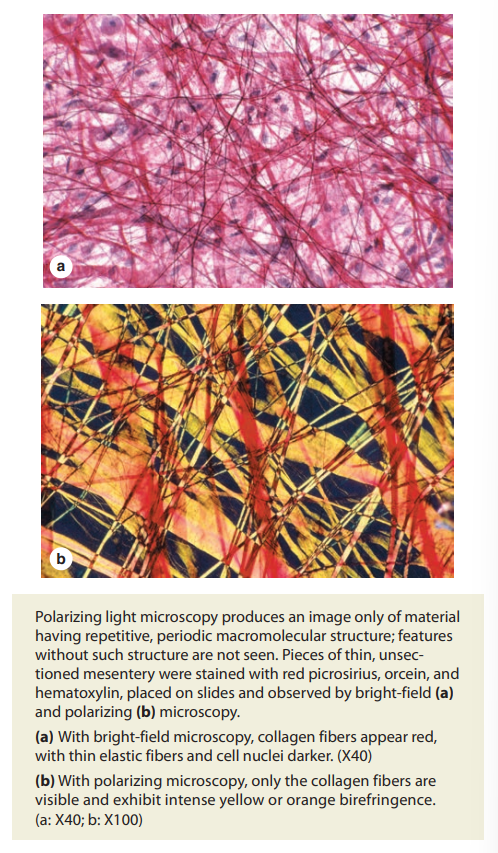 a
b
Polarizing light microscopy produces an image only of material
having repetitive, periodic macromolecular structure; features
without such structure are not seen. Pieces of thin, unsec-
tioned mesentery were stained with red picrosirius, orcein, and
hematoxylin, placed on slides and observed by bright-field (a)
and polarizing (b) microscopy.
(a) With bright-field microscopy, collagen fibers appear red,
with thin elastic fibers and cell nuclei darker. (X40)
(b) With polarizing microscopy, only the collagen fibers are
visible and exhibit intense yellow or orange birefringence.
(a: X40; b: X100)